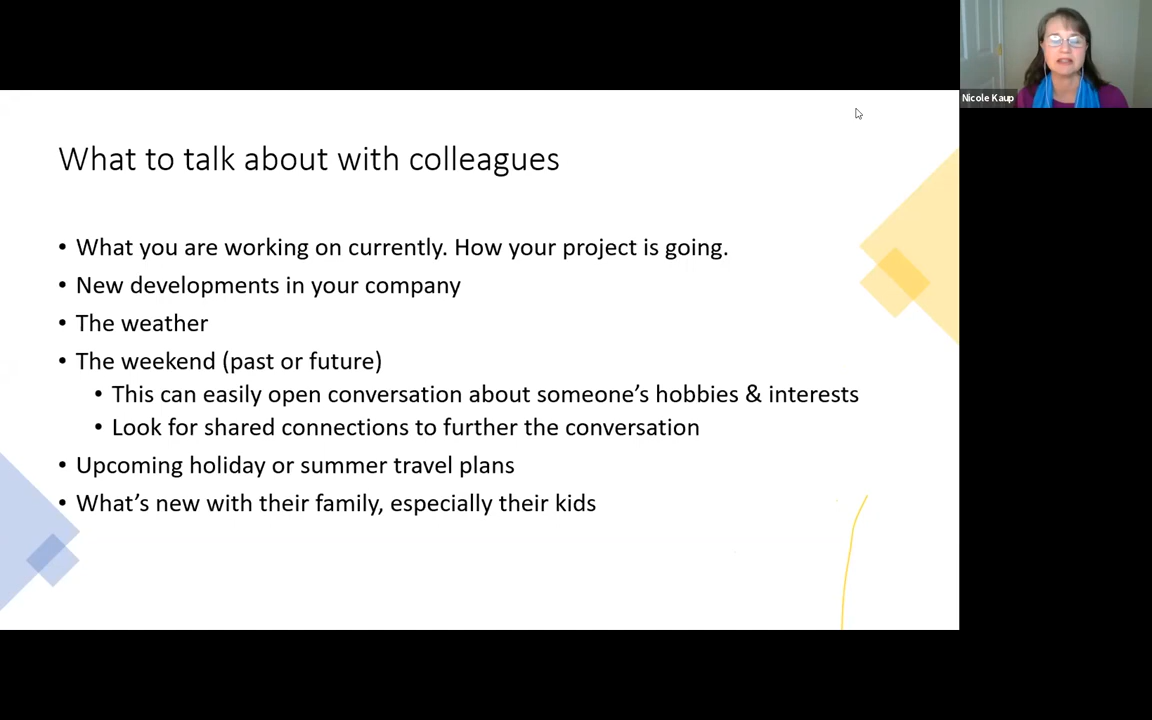 Nicole Kaup
What to talk about with colleagues
• What you are working on currently. How your project is going.
• New developments in your company
• The weather
• The weekend (past or future)
• This can easily open conversation about someone's hobbies & interests
• Look for shared connections to further the conversation
• Upcoming holiday or summer travel plans
• What's new with their family, especially their kids